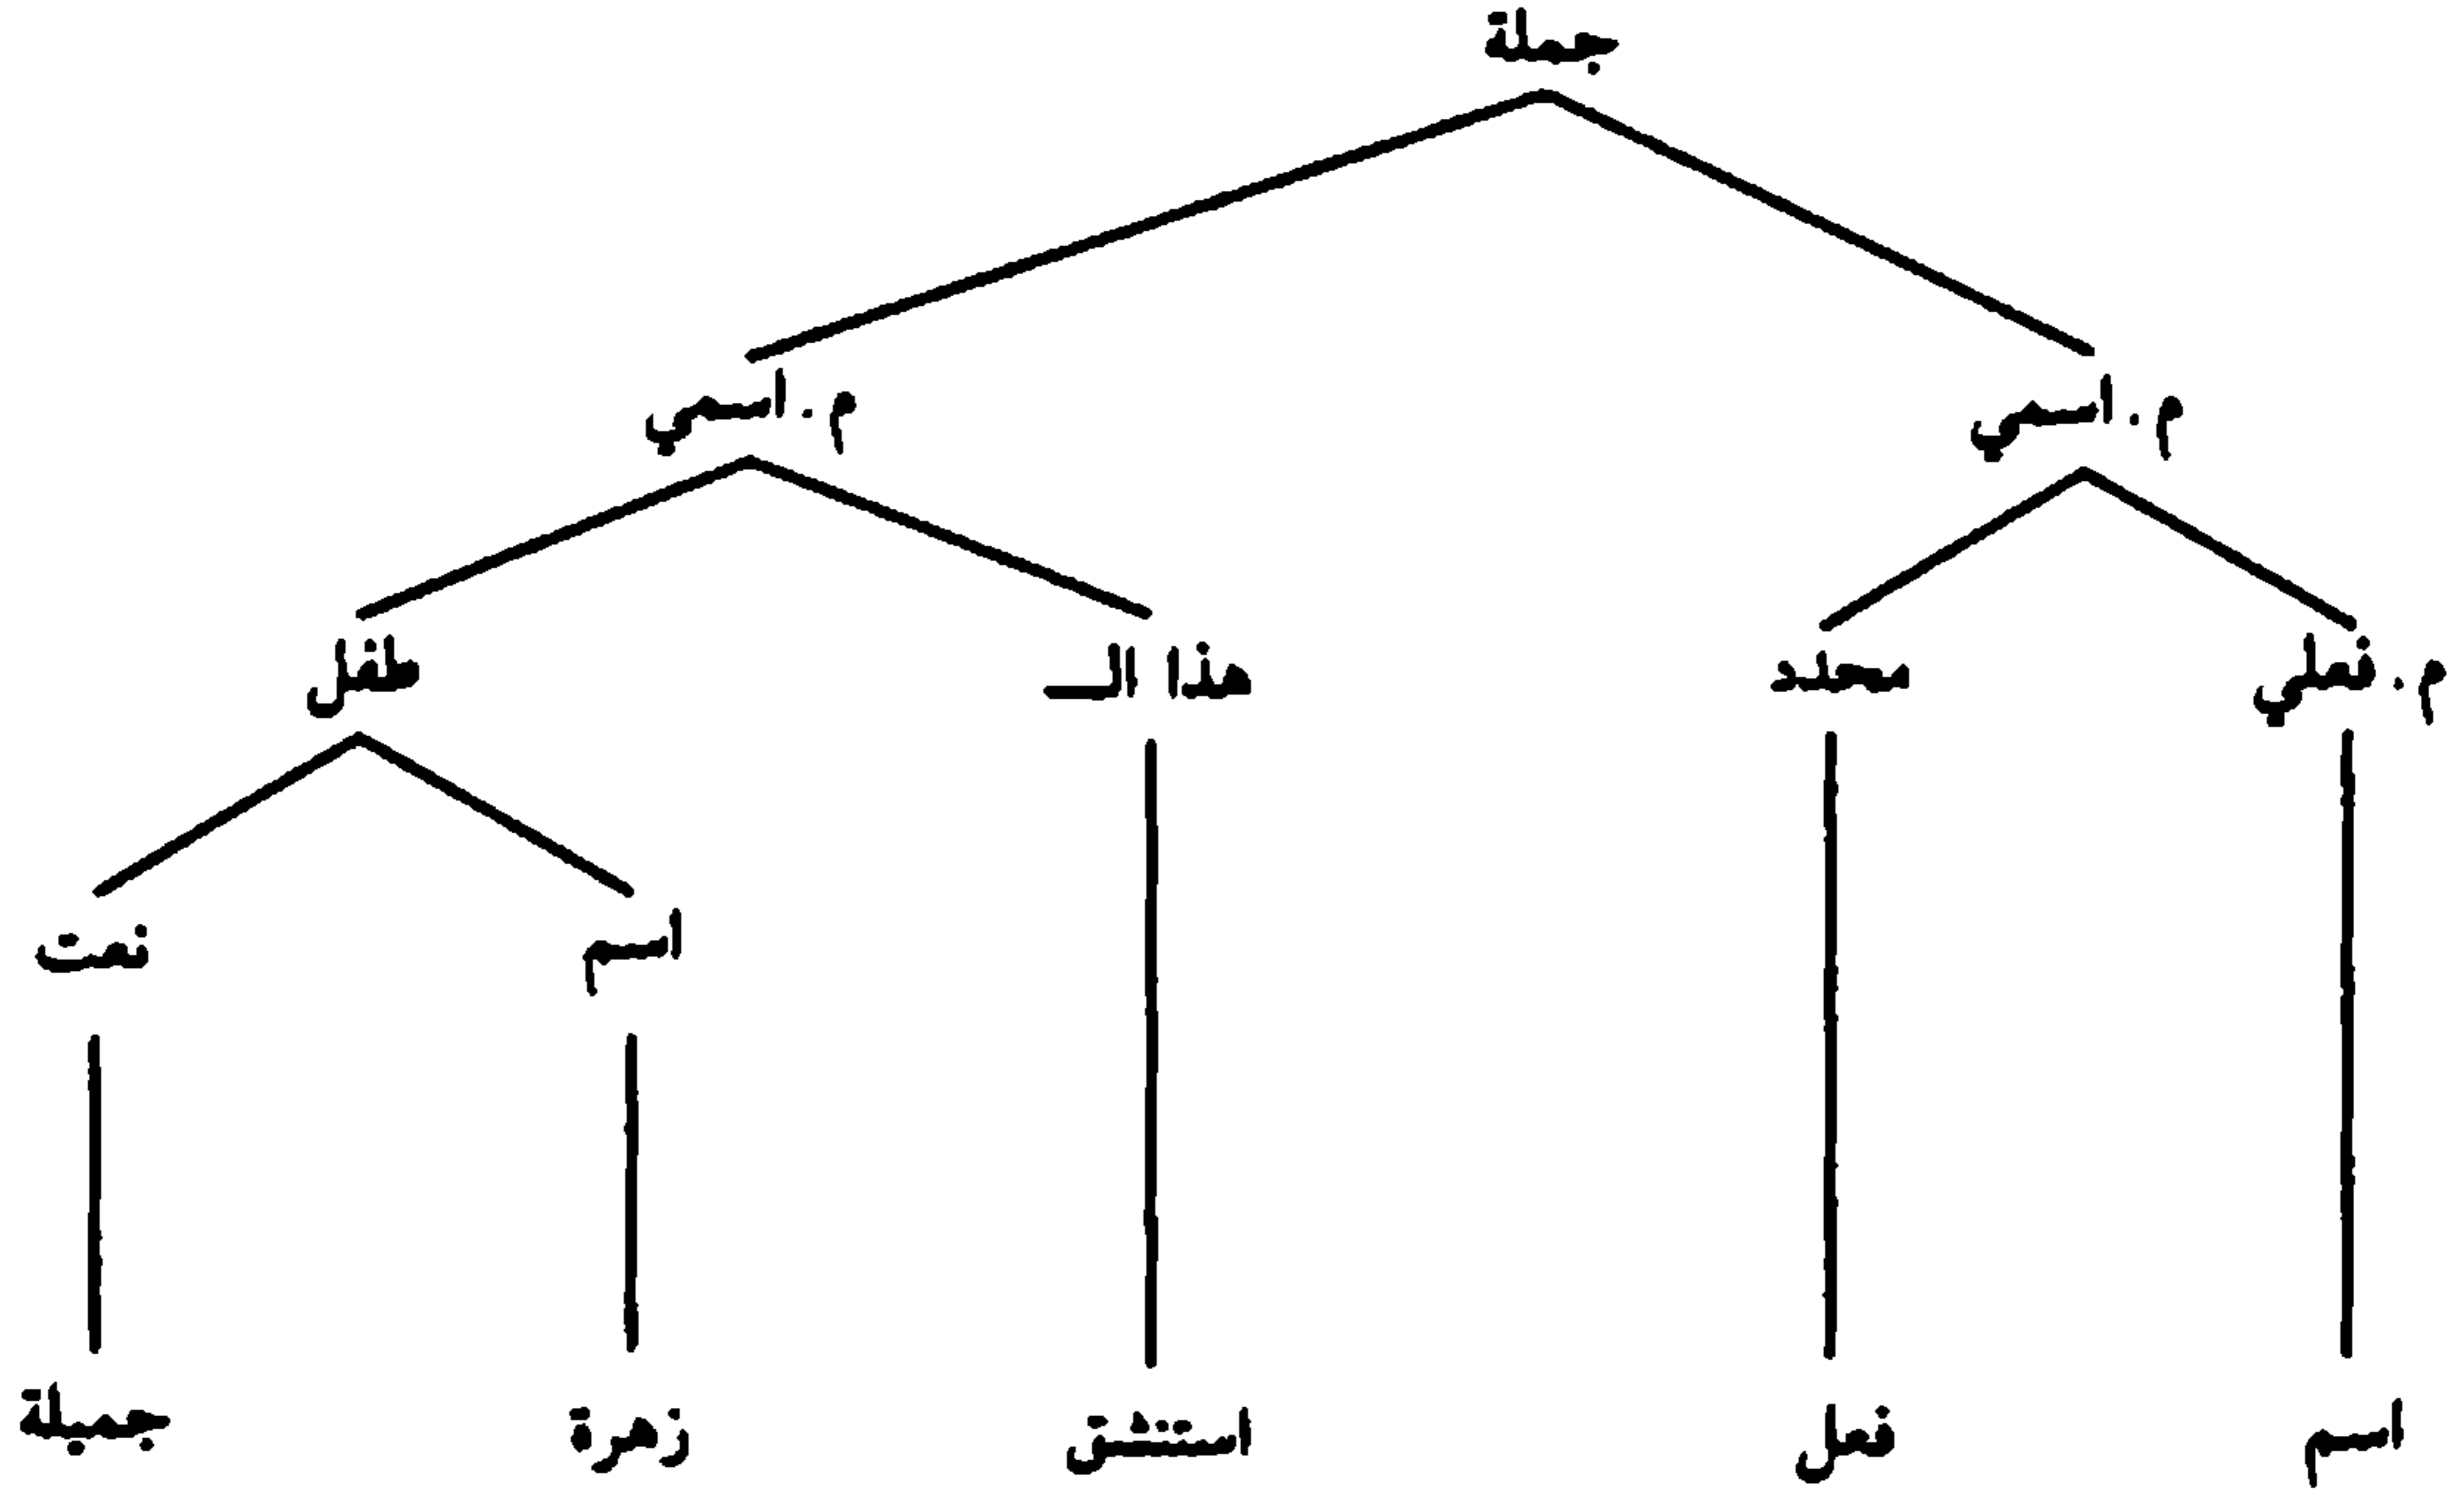 جملة
م.اسمي م.اسمي
م.فعلي محدد هذا الـ طفل
اسم نعت
اسم فعل استنشق زهرة جميلة